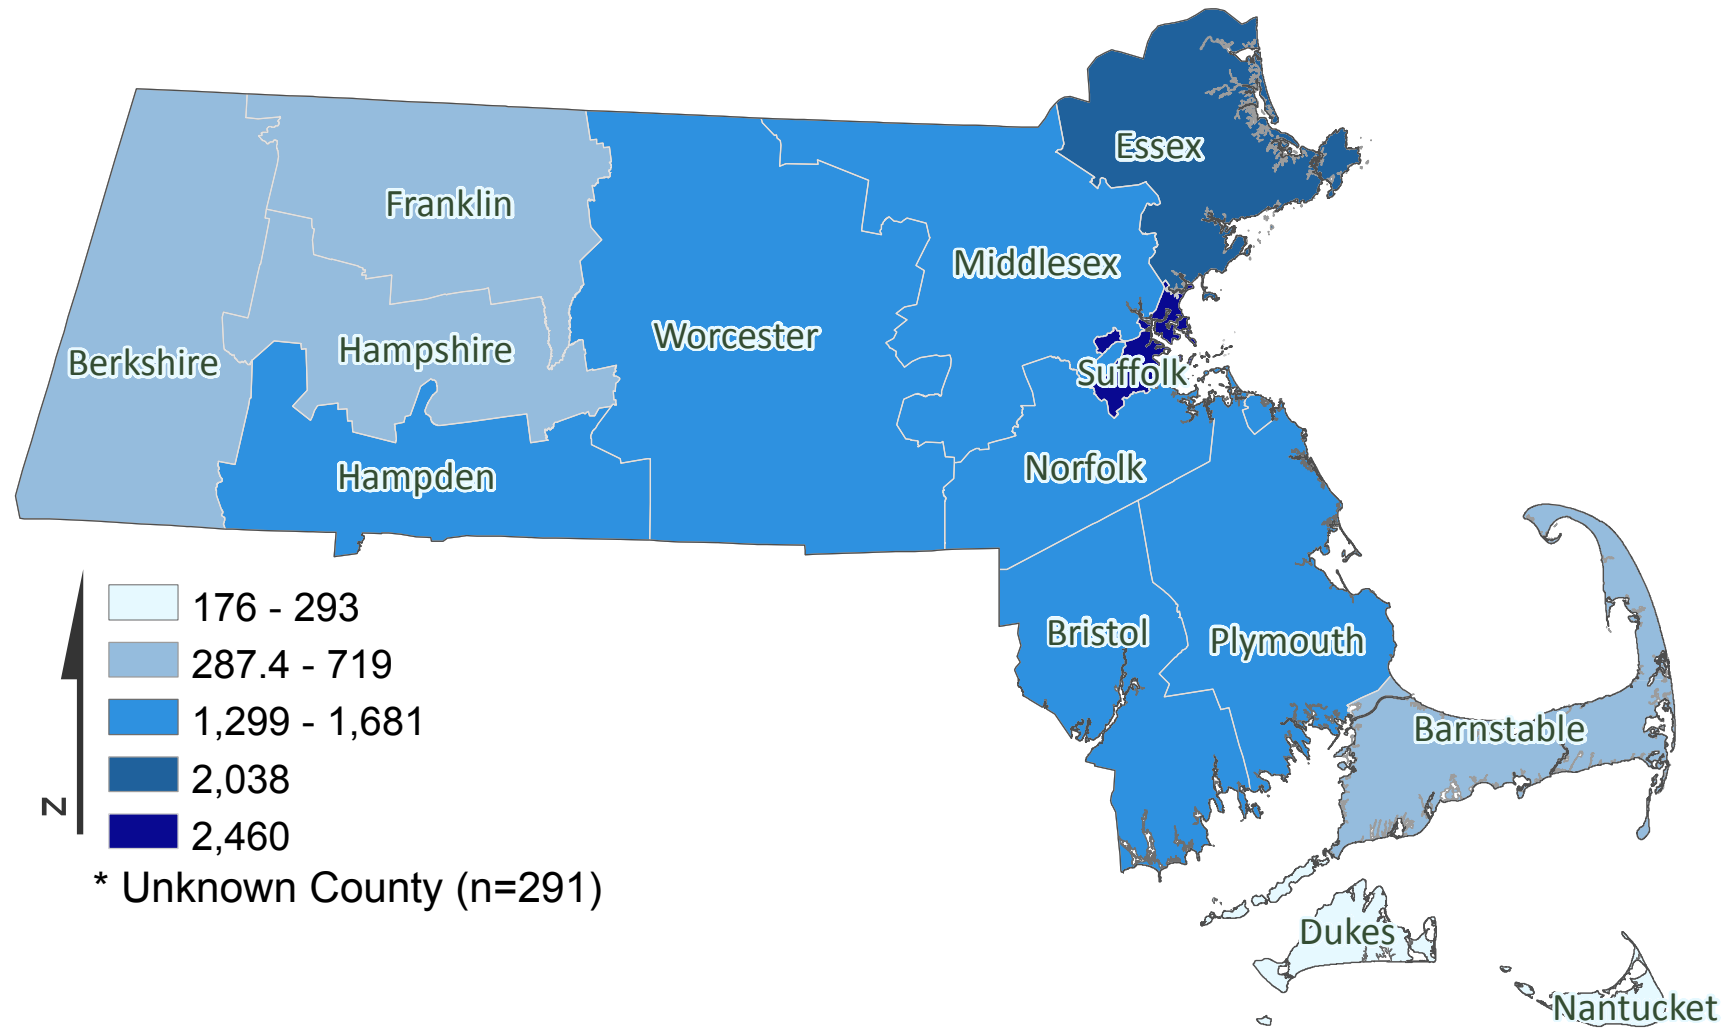 Essex
Franklin
Middlesex
Worcester
Hampshire
Berkshire
Suffolk
Norfolk
Hampden
Bristol
Plymouth
Barnstable
Dukes
Nantucket
176 - 293
287.4 - 719
1,299 - 1,681
2,038
2,460
* Unknown County (n=291)
N